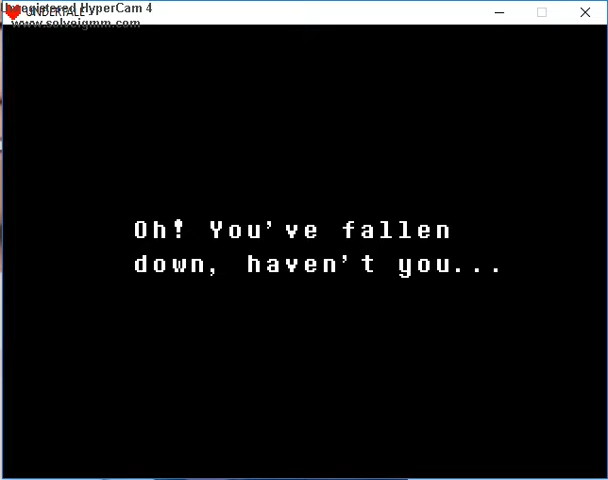 Unregistered HyperCam 4
UNDERTALE
www.solveigmm.com
Oh! You've fallen
down, haven't you...